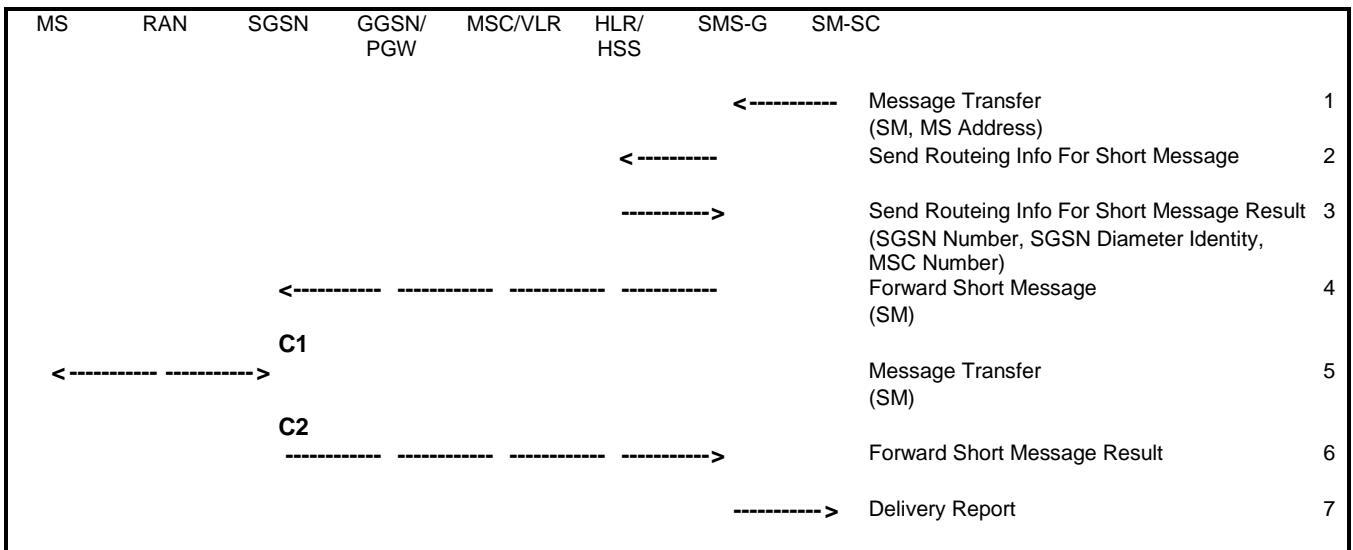 MS RAN SGSN GGSN/ MSC/VLR HLR/ SMS-G SM-SC
PGW HSS
<----------- Message Transfer 1
(SM, MS Address)
<---------- Send Routeing Info For Short Message 2
-----------> Send Routeing Info For Short Message Result 3
(SGSN Number, SGSN Diameter Identity,
MSC Number)
<----------- ------------ ------------ ------------ Forward Short Message 4
(SM)
C1
<----------- -----------> Message Transfer 5
(SM)
C2
------------ ------------ ------------ -----------> Forward Short Message Result 6
-----------> Delivery Report 7